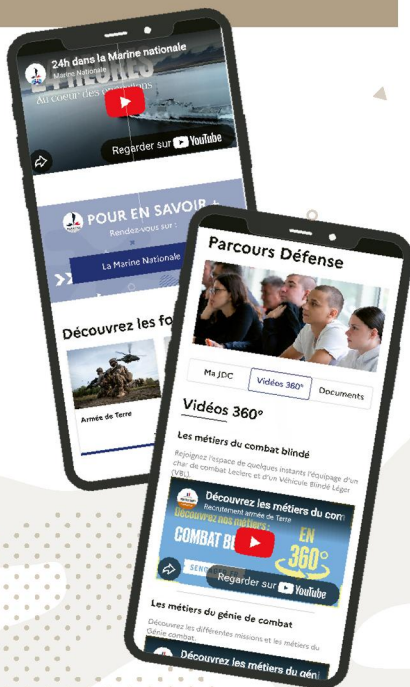 24h dans la Marine nationale
Marine Nationale
24 HEURES
Au coeur des opérations
Regarder sur YouTube
POUR EN SAVOIR +
Rendez-vous sur :
La Marine Nationale
Découvrez les fo
Armée de Terre
Parcours Défense
Ma JDC
Vidéos 360°
Documents
Vidéos 360°
Les métiers du combat blindé
Rejoignez l'espace de quelques instants l'équipage d'un
char de combat Leclerc et d'un Véhicule Blindé Léger
(VBL)
Découvrez les métiers du com
Recrutement armée de Terre
Découvrez nos métiers :
COMBAT BL
EN
360°
Regarder sur YouTube
Les métiers du génie de combat
Découvrez les différentes missions et les métiers du
Génie combat.
Découvrez les métiers du géni